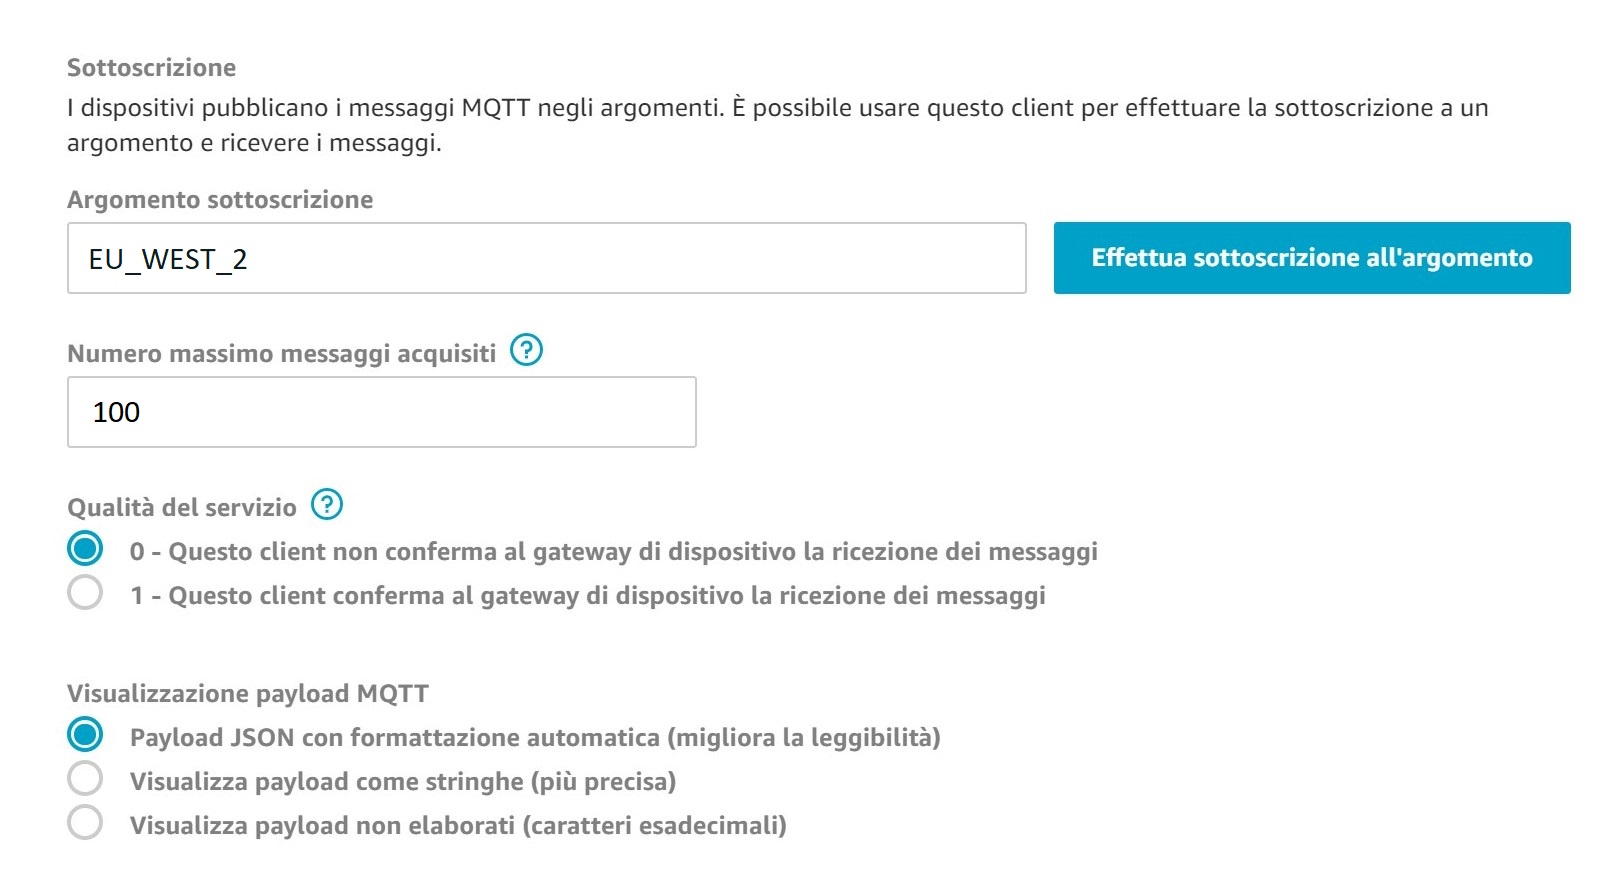 Sottoscrizione
I dispositivi pubblicano i messaggi MQTT negli argomenti. È possibile usare questo client per effettuare la sottoscrizione a un
argomento e ricevere i messaggi.
Argomento sottoscrizione
EU_WEST_2
Effettua sottoscrizione all'argomento
Numero massimo messaggi acquisiti ?
100
Qualità del servizio ?
0 - Questo client non conferma al gateway di dispositivo la ricezione dei messaggi
1 - Questo client conferma al gateway di dispositivo la ricezione dei messaggi
Visualizzazione payload MQTT
Payload JSON con formattazione automatica (migliora la leggibilità)
Visualizza payload come stringhe (più precisa)
Visualizza payload non elaborati (caratteri esadecimali)